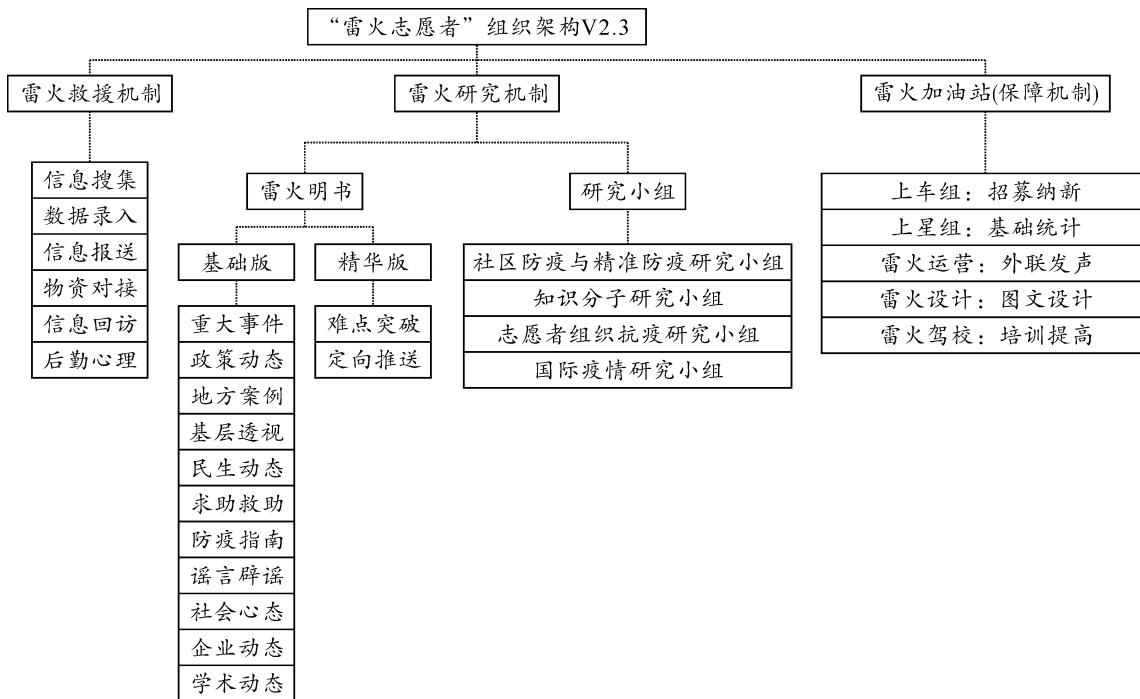 “雷火志愿者”组织架构V2.3
雷火救援机制
雷火研究机制
雷火加油站(保障机制)
信息搜集
数据录入
信息报送
物资对接
信息回访
后勤心理
雷火明书
研究小组
基础版
精华版
重大事件
政策动态
地方案例
基层透视
民生动态
求助救助
防疫指南
谣言辟谣
社会心态
企业动态
学术动态
难点突破
定向推送
社区防疫与精准防疫研究小组
知识分子研究小组
志愿者组织抗疫研究小组
国际疫情研究小组
上车组：招募纳新
上星组：基础统计
雷火运营：外联发声
雷火设计：图文设计
雷火驾校：培训提高